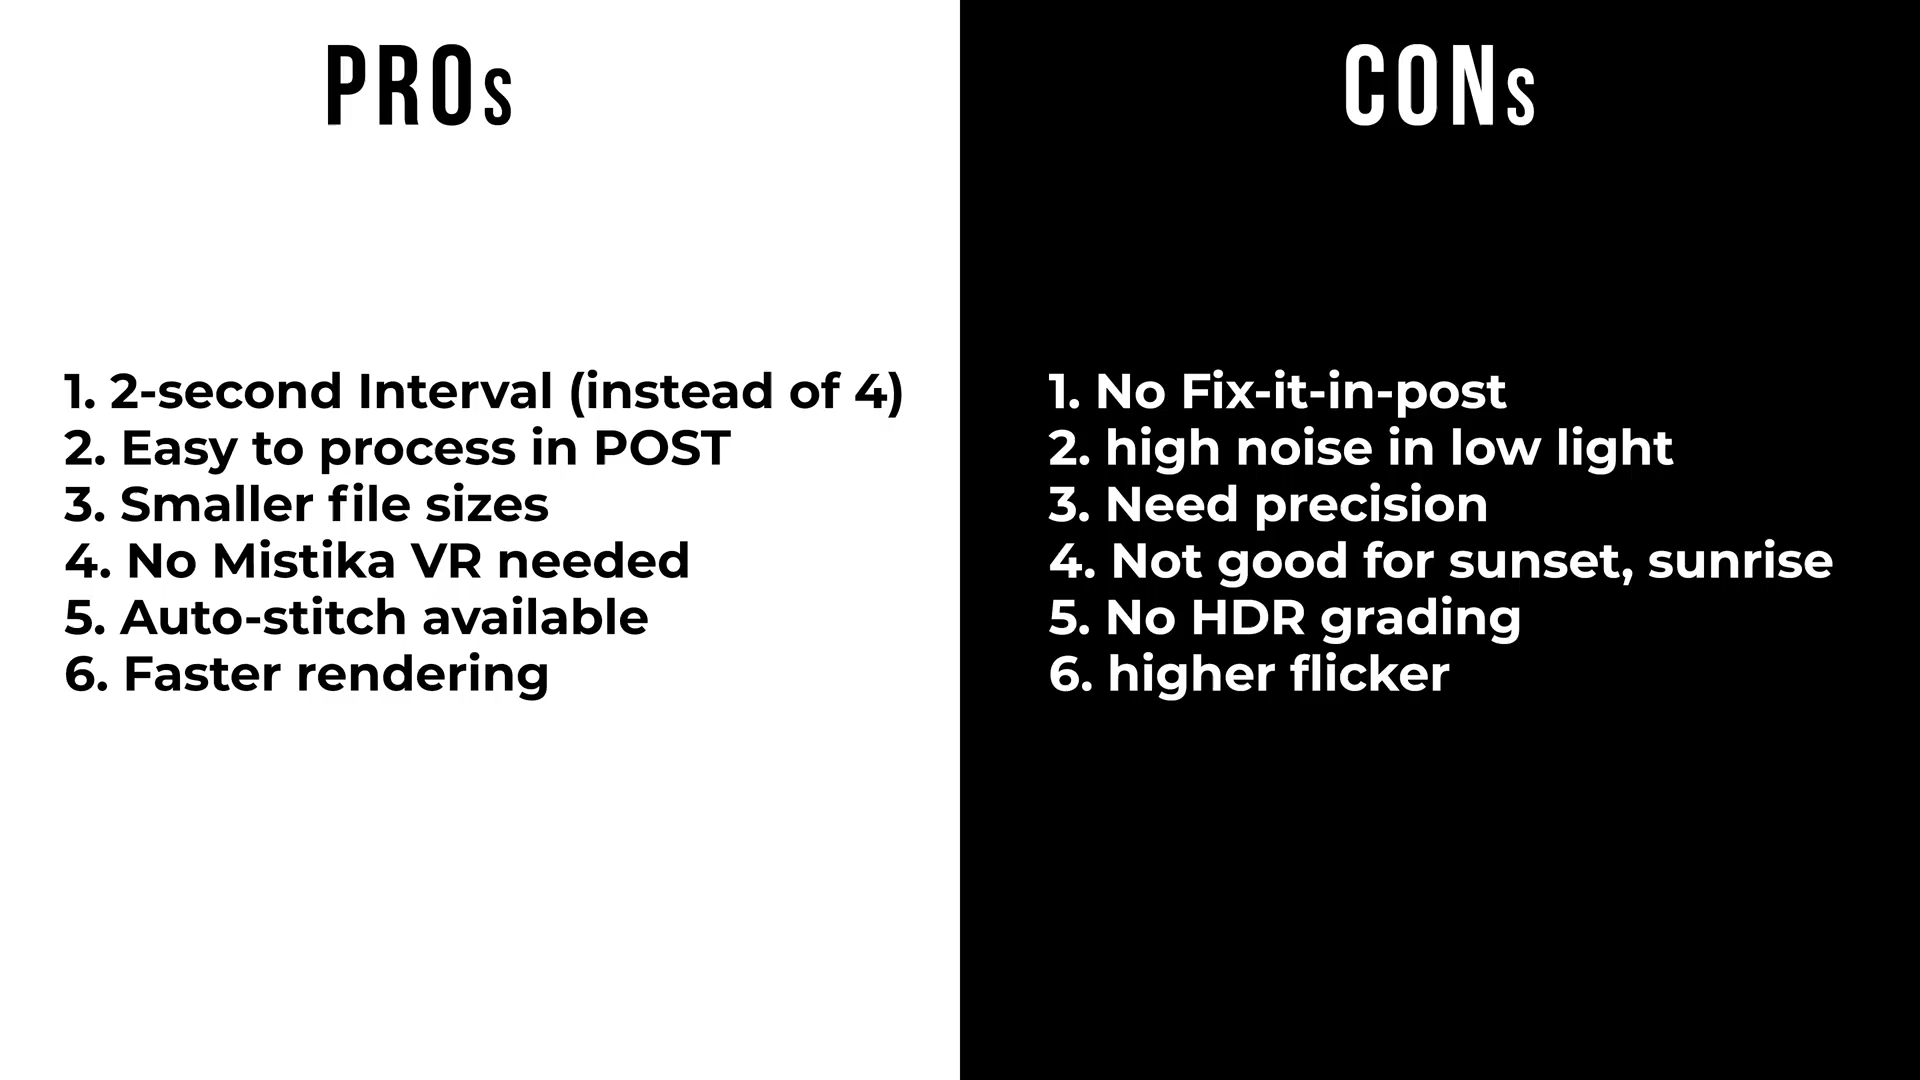 PROs
1. 2-second Interval (instead of 4)
2. Easy to process in POST
3. Smaller file sizes
4. No Mistika VR needed
5. Auto-stitch available
6. Faster rendering
CONs
1. No Fix-it-in-post
2. high noise in low light
3. Need precision
4. Not good for sunset, sunrise
5. No HDR grading
6. higher flicker